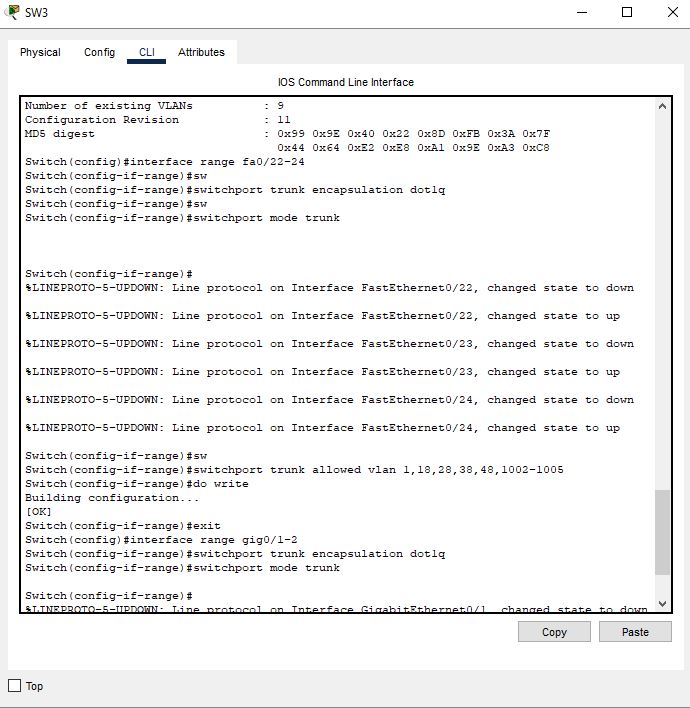 SW3
Physical Config CLI Attributes
IOS Command Line Interface
Number of existing VLANs : 9
Configuration Revision : 11
MD5 digest : 0x99 0x9E 0x40 0x22 0x8D 0xFB 0x3A 0x7F
0x44 0x64 0xE2 0xE8 0xA1 0x9E 0xA3 0xC8
Switch(config)#interface range fa0/22-24
Switch(config-if-range)#sw
Switch(config-if-range)#switchport trunk encapsulation dot1q
Switch(config-if-range)#sw
Switch(config-if-range)#switchport mode trunk
Switch(config-if-range)#
%LINEPROTO-5-UPDOWN: Line protocol on Interface FastEthernet0/22, changed state to down
%LINEPROTO-5-UPDOWN: Line protocol on Interface FastEthernet0/22, changed state to up
%LINEPROTO-5-UPDOWN: Line protocol on Interface FastEthernet0/23, changed state to down
%LINEPROTO-5-UPDOWN: Line protocol on Interface FastEthernet0/23, changed state to up
%LINEPROTO-5-UPDOWN: Line protocol on Interface FastEthernet0/24, changed state to down
%LINEPROTO-5-UPDOWN: Line protocol on Interface FastEthernet0/24, changed state to up
Switch(config-if-range)#sw
Switch(config-if-range)#switchport trunk allowed vlan 1,18,28,38,48,1002-1005
Switch(config-if-range)#do write
Building configuration...
[OK]
Switch(config-if-range)#exit
Switch(config)#interface range gig0/1-2
Switch(config-if-range)#switchport trunk encapsulation dot1q
Switch(config-if-range)#switchport mode trunk
Switch(config-if-range)#
%LINEPROTO-5-UPDOWN: Line protocol on Interface GigabitEthernet0/1, changed state to down
Copy Paste
Top